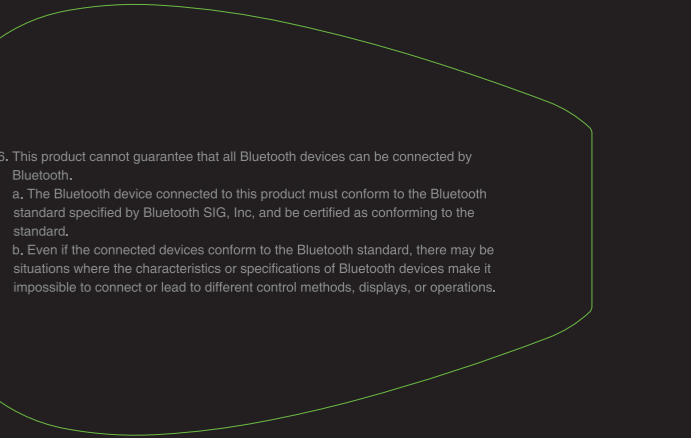 6. This product cannot guarantee that all Bluetooth devices can be connected by
Bluetooth.
a. The Bluetooth device connected to this product must conform to the Bluetooth
standard specified by Bluetooth SIG, Inc, and be certified as conforming to the
standard.
b. Even if the connected devices conform to the Bluetooth standard, there may be
situations where the characteristics or specifications of Bluetooth devices make it
impossible to connect or lead to different control methods, displays, or operations.